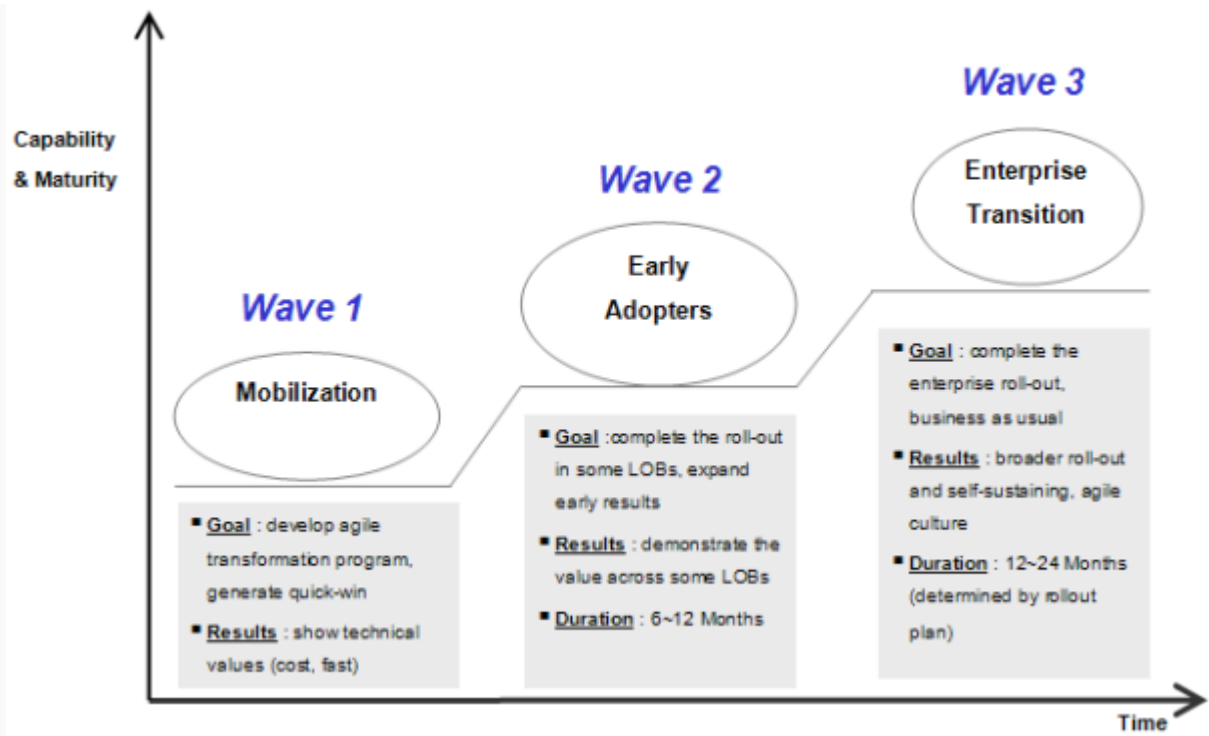 Capability
& Maturity
Wave 1
Mobilization
▪ Goal : develop agile
transformation program,
generate quick-win
▪ Results : show technical
values (cost, fast)
Wave 2
Early
Adopters
▪ Goal :complete the roll-out
in some LOBs, expand
early results
▪ Results : demonstrate the
value across some LOBs
▪ Duration : 6~12 Months
Wave 3
Enterprise
Transition
▪ Goal : complete the
enterprise roll-out,
business as usual
▪ Results : broader roll-out
and self-sustaining, agile
culture
▪ Duration : 12~24 Months
(determined by rollout
plan)
Time